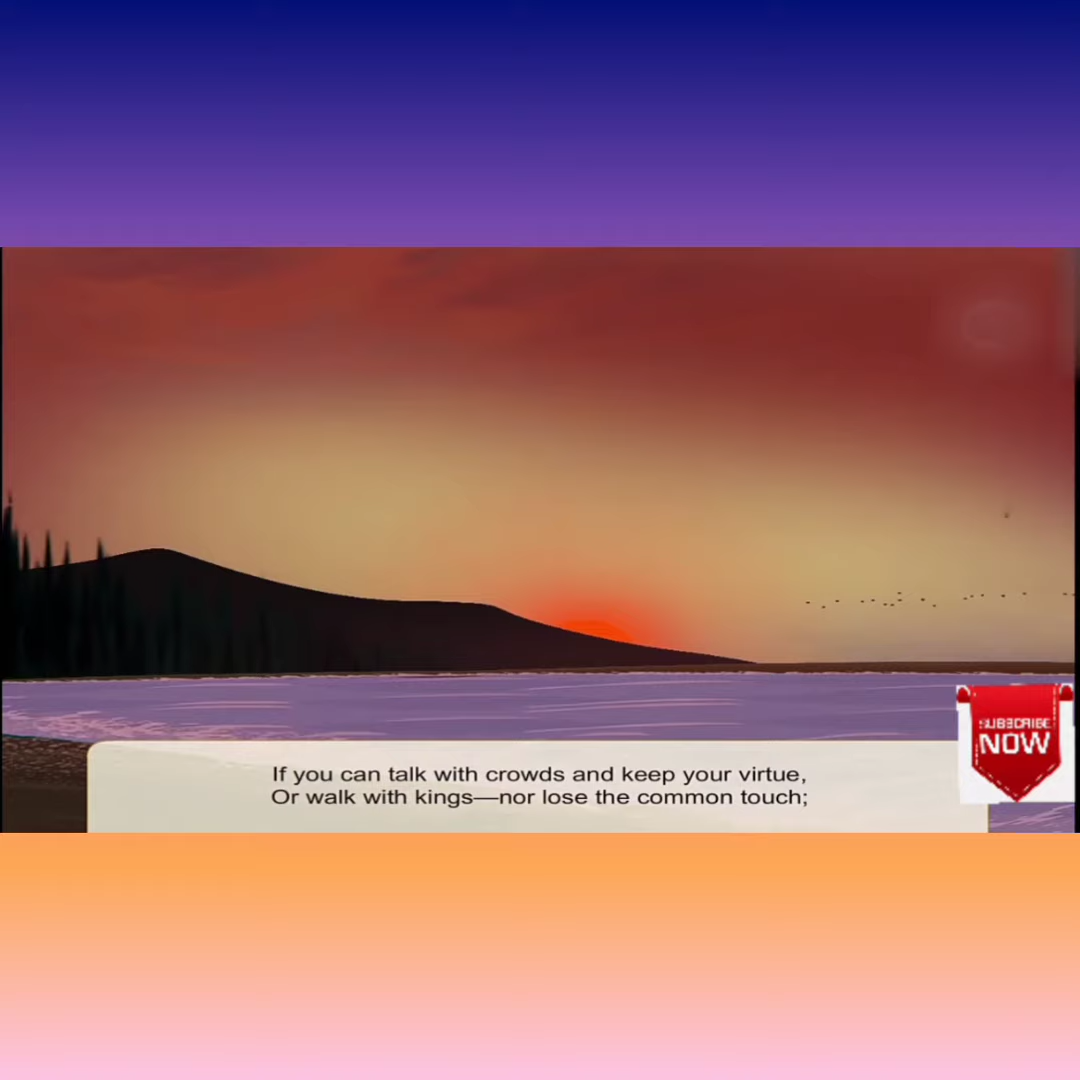 SUBSCRIBE
NOW
If you can talk with crowds and keep your virtue,
Or walk with kings—nor lose the common touch;